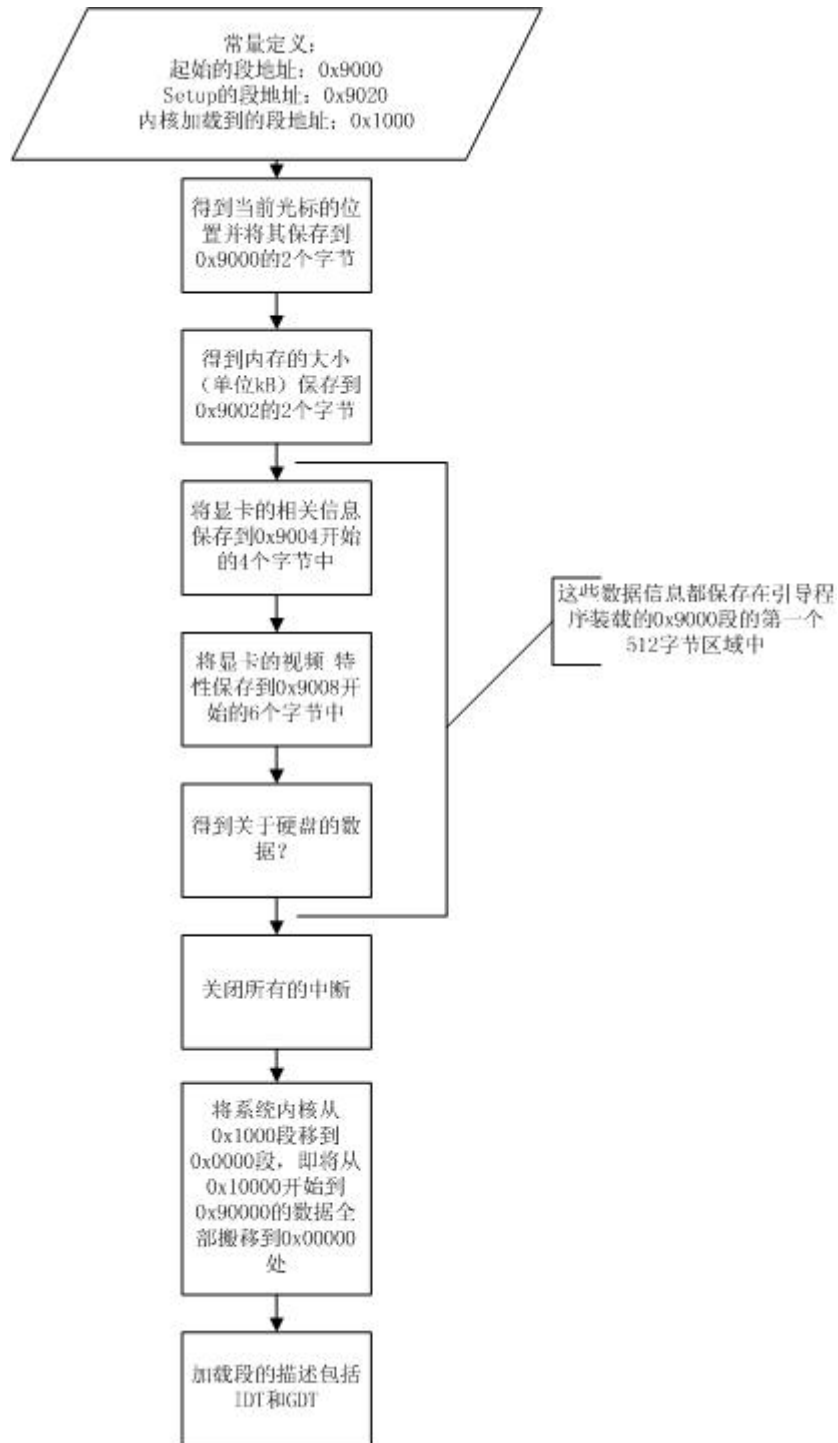 常量定义：
起始的段地址：0x9000
Setup的段地址：0x9020
内核加载到的段地址：0x1000
得到当前光标的位
置并将其保存到
0x9000的2个字节
得到内存的大小
（单位kB）保存到
0x9002的2个字节
将显卡的相关信息
保存到0x9004开始
的4个字节中
将显卡的视频 特
性保存到0x9008开
始的6个字节中
得到关于硬盘的数
据？
这些数据信息都保存在引导程
序装载的0x9000段的第一个
512字节区域中
关闭所有的中断
将系统内核从
0x1000段移到
0x0000段，即将从
0x10000开始到
0x90000的数据全
部搬移到0x00000
处
加载段的描述包括
IDT和GDT